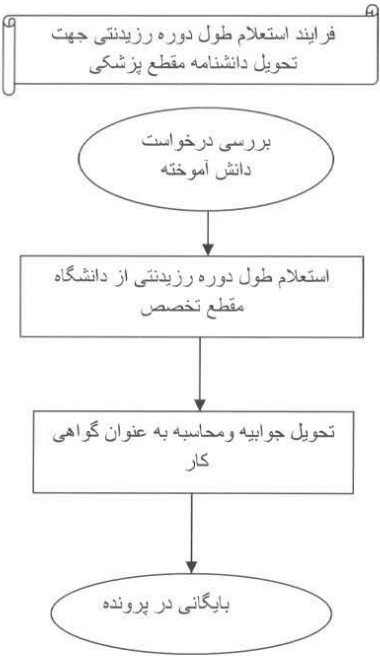 فرایند استعلام طول دوره رزیدنتی جهت
تحویل دانشنامه مقطع پزشکی
بررسی درخواست
دانش آموخته
استعلام طول دوره رزیدنتی از دانشگاه
مقطع تخصص
تحویل جوابیه ومحاسبه به عنوان گواهی
کار
بایگانی در پرونده